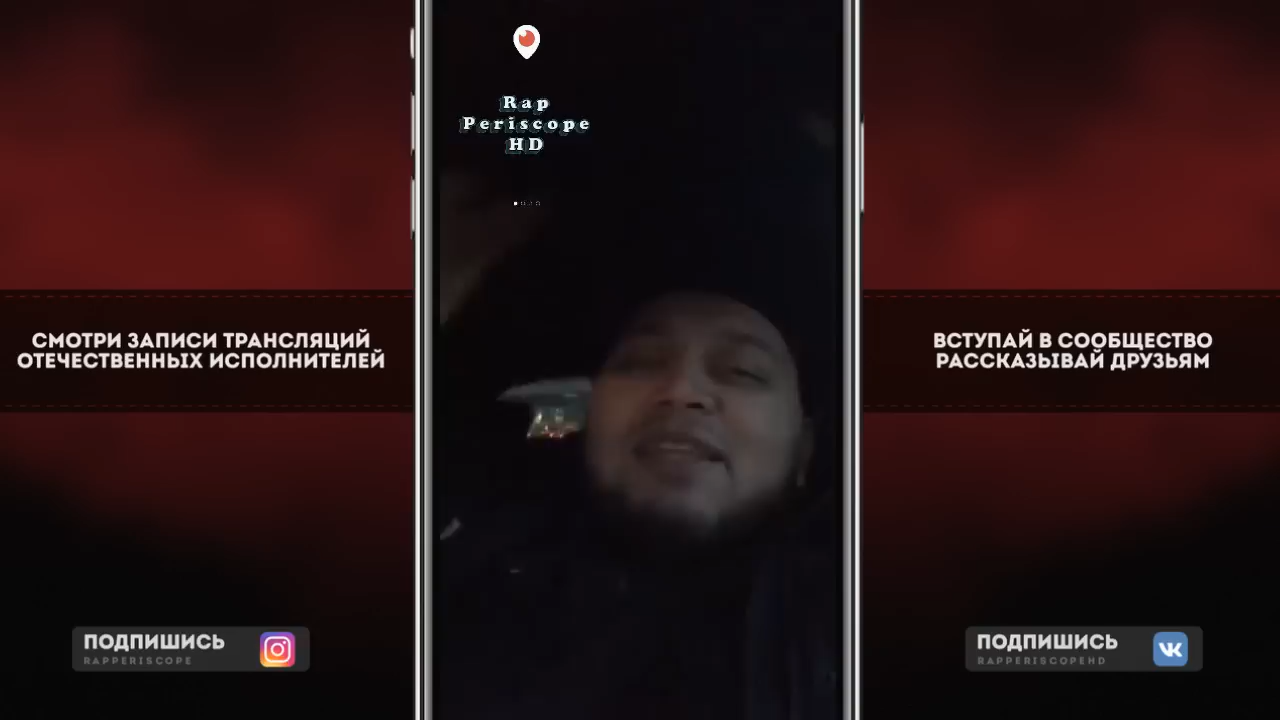 Rap
Periscope
HD
СМОТРИ ЗАПИСИ ТРАНСЛЯЦИЙ
ОТЕЧЕСТВЕННЫХ ИСПОЛНИТЕЛЕЙ
ВСТУПАЙ В СООБЩЕСТВО
РАССКАЗЫВАЙ ДРУЗЬЯМ
ПОДПИШИСЬ
RAPPERISCOPE
ПОДПИШИСЬ
RAPPERISCOPEHD